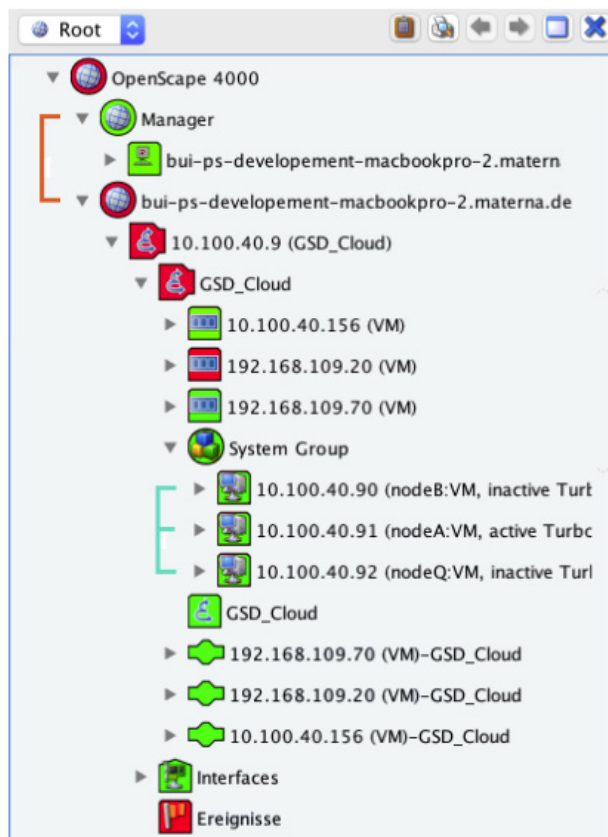 Root
OpenScape 4000
Manager
bui-ps-developement-macbookpro-2.matern
bui-ps-developement-macbookpro-2.materna.de
10.100.40.9 (GSD_Cloud)
GSD_Cloud
10.100.40.156 (VM)
192.168.109.20 (VM)
192.168.109.70 (VM)
System Group
10.100.40.90 (nodeB:VM, inactive Turb
10.100.40.91 (nodeA:VM, active Turbo
10.100.40.92 (nodeQ:VM, inactive Turl
GSD_Cloud
192.168.109.70 (VM)-GSD_Cloud
192.168.109.20 (VM)-GSD_Cloud
10.100.40.156 (VM)-GSD_Cloud
Interfaces
Ereignisse